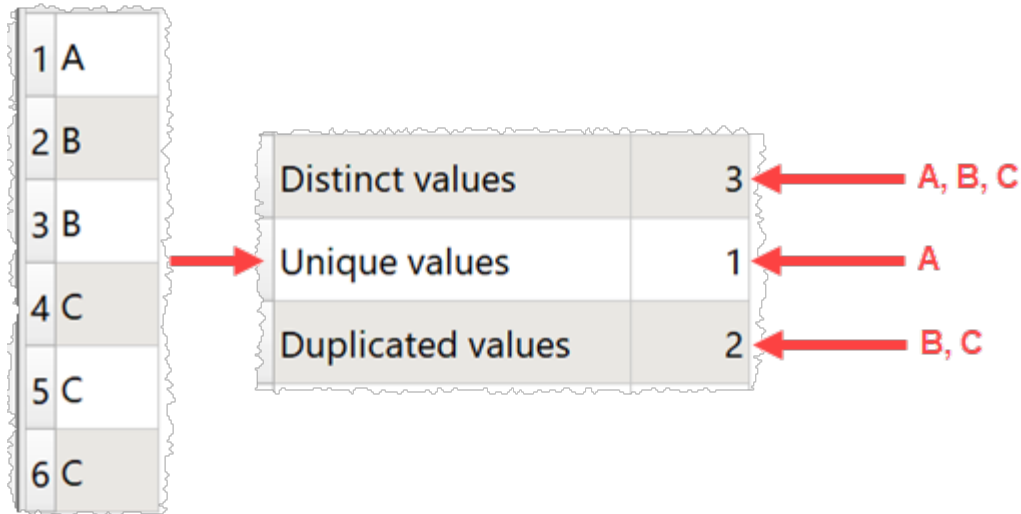 1 A
2 B
3 B
4 C
5 C
6 C
Distinct values 3 A, B, C
Unique values 1 A
Duplicated values 2 B, C